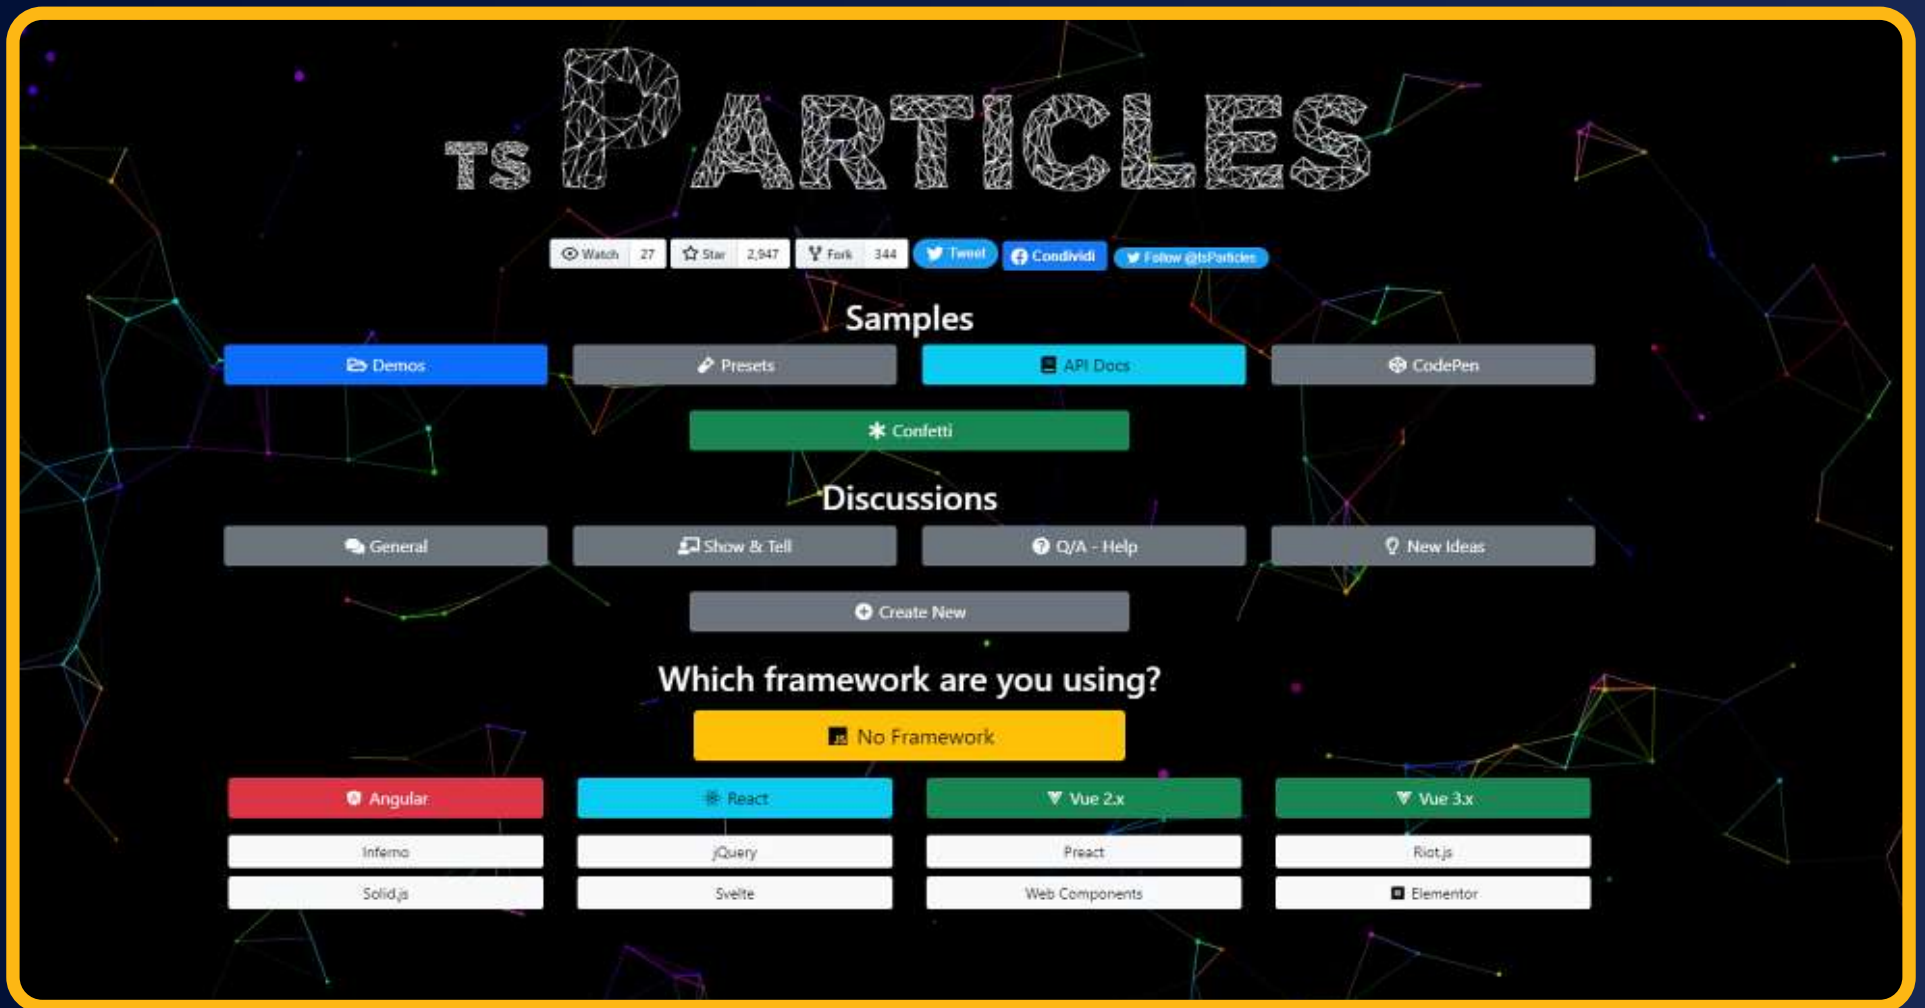 TS PARTICLES
Watch 27 Star 2,947 Fork 344 Tweet Condividi Follow @tsParticles
Samples
Demos Presets API Docs CodePen
Confetti
Discussions
General Show & Tell Q/A - Help New Ideas
Create New
Which framework are you using?
JS No Framework
Angular React Vue 2.x Vue 3.x
Inferno jQuery Preact Riot.js
Solid.js Svelte Web Components Elementor